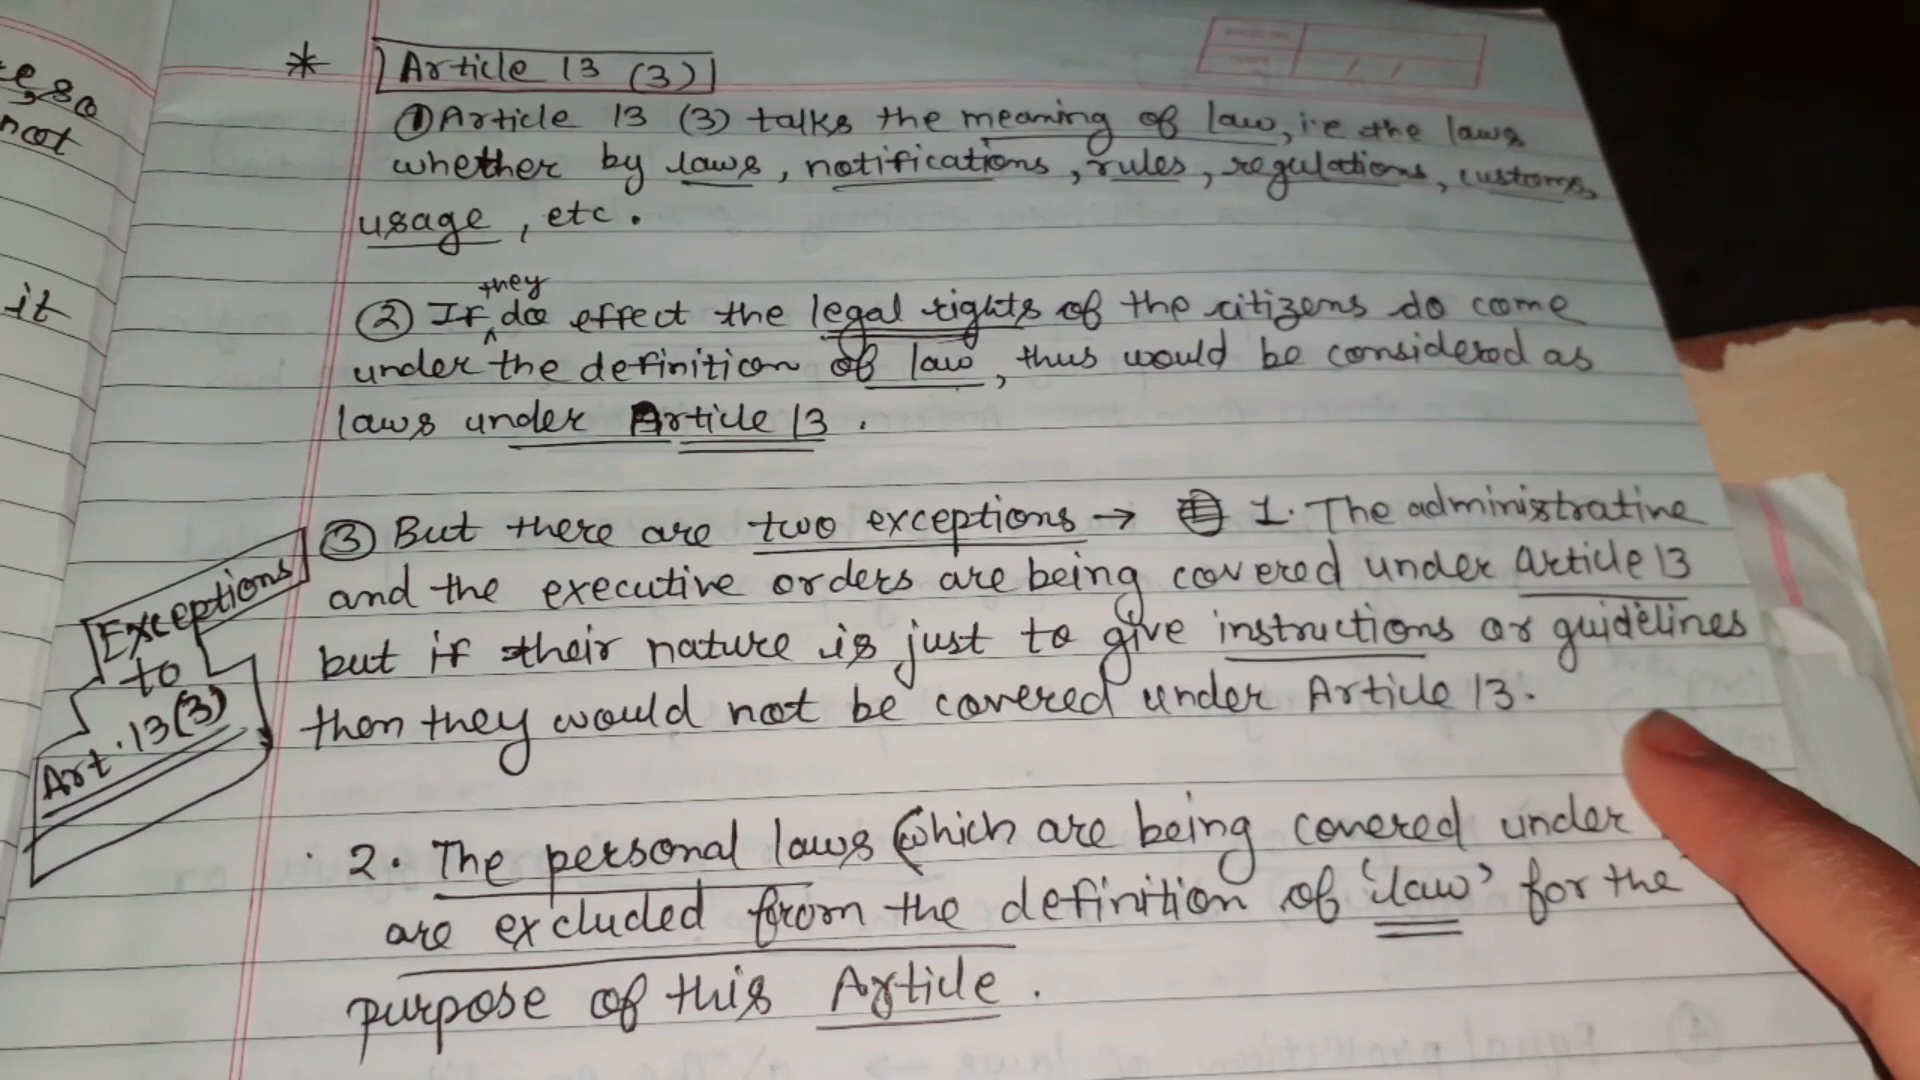 e, so
not
it
* Article 13 (3)
① Article 13 (3) talks the meaning of law, i.e the laws
whether by laws, notifications, rules, regulations, customs,
usage, etc.
② If they do effect the legal rights of the citizens do come
under the definition of law, thus would be considered as
laws under Article 13.
③ But there are two exceptions → 1. The administrative
and the executive orders are being covered under article 13
but if their nature is just to give instructions or guidelines
then they would not be covered under Article 13.
Exceptions
to
Art. 13(3)
2. The personal laws (which are being covered under
are excluded from the definition of 'law' for the
purpose of this Article.